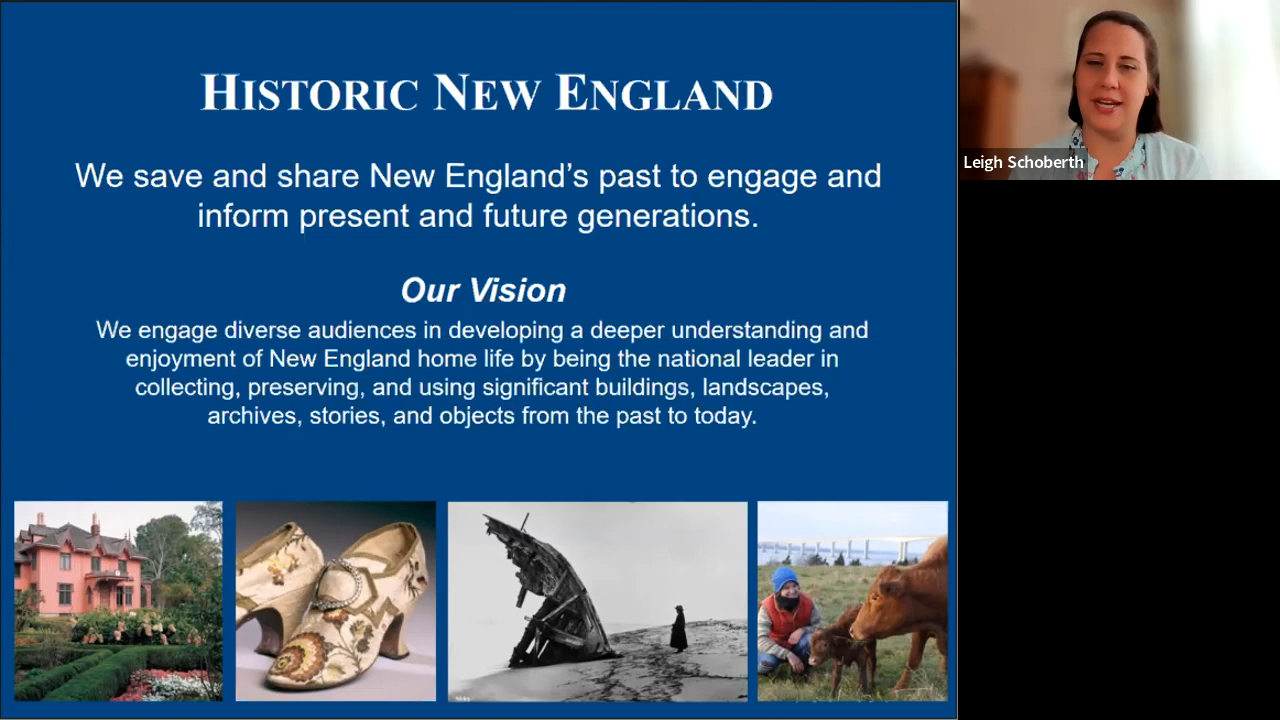 HISTORIC NEW ENGLAND
We save and share New England's past to engage and
inform present and future generations.
Our Vision
We engage diverse audiences in developing a deeper understanding and
enjoyment of New England home life by being the national leader in
collecting, preserving, and using significant buildings, landscapes,
archives, stories, and objects from the past to today.
Leigh Schoberth